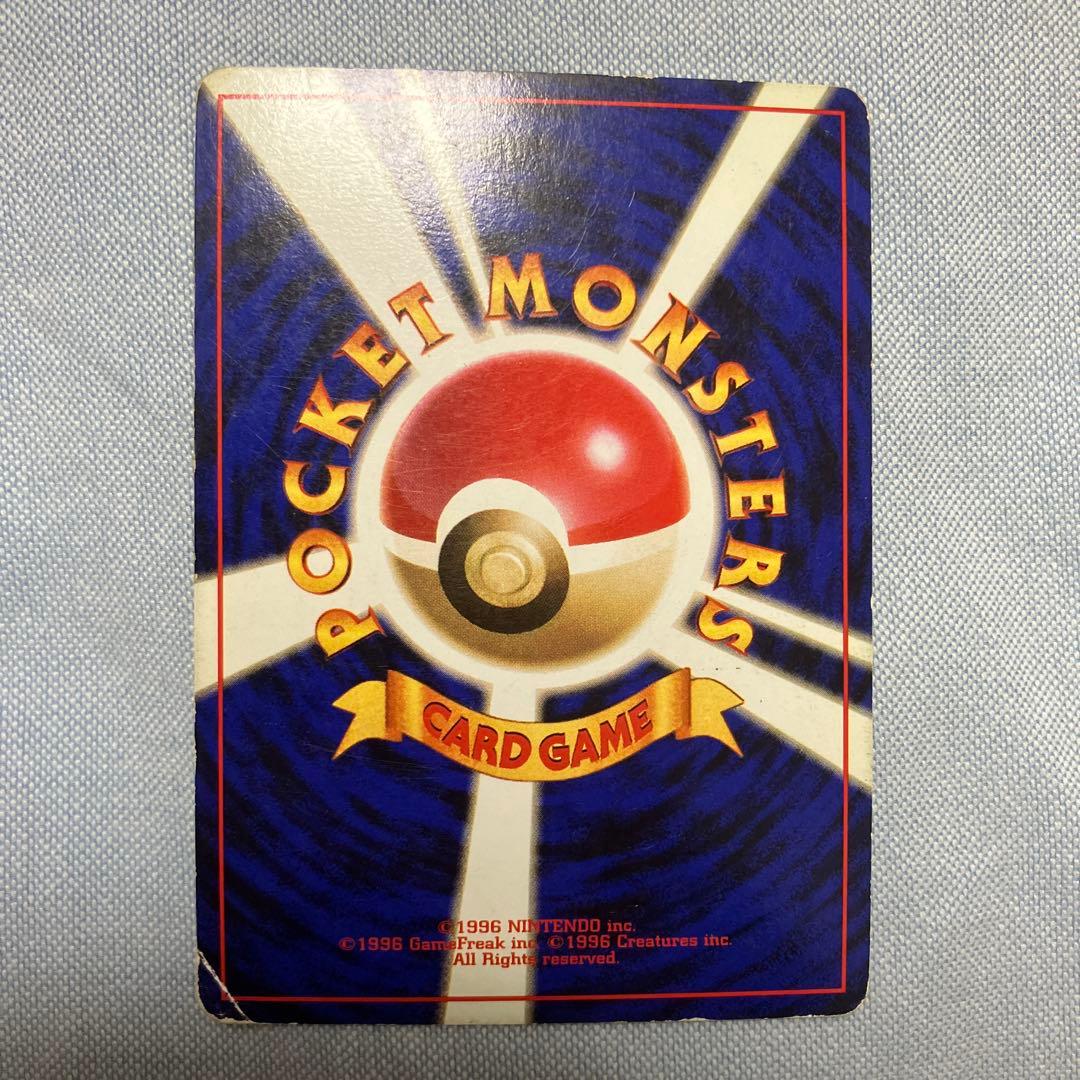 POCKET MONSTERS
CARD GAME
©1996 NINTENDO inc.
©1996 GameFreak inc. ©1996 Creatures inc.
All Rights reserved.